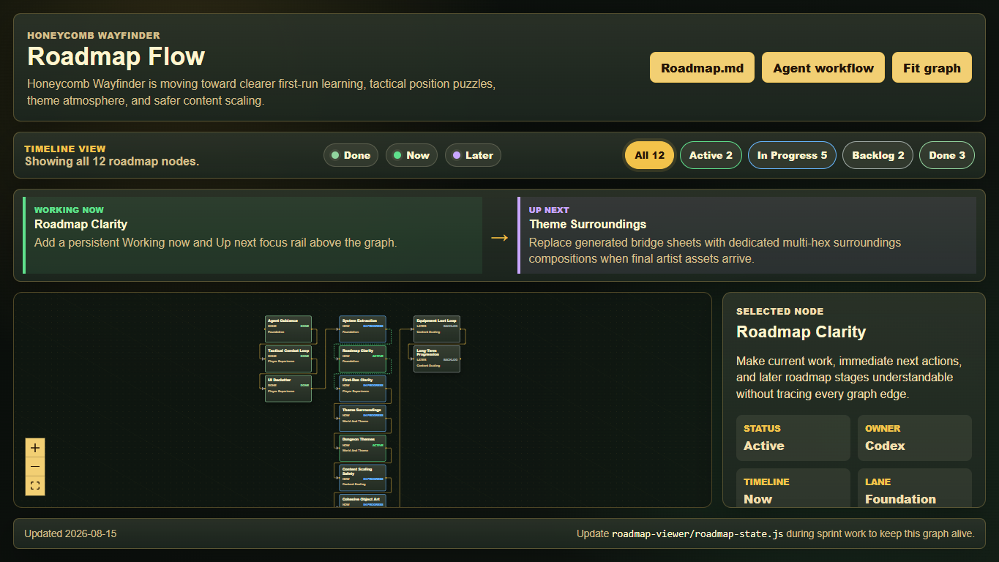 HONEYCOMB WAYFINDER
Roadmap Flow
Honeycomb Wayfinder is moving toward clearer first-run learning, tactical position puzzles,
theme atmosphere, and safer content scaling.
Roadmap.md
Agent workflow
Fit graph
TIMELINE VIEW
Showing all 12 roadmap nodes.
Done
Now
Later
All 12
Active 2
In Progress 5
Backlog 2
Done 3
WORKING NOW
Roadmap Clarity
Add a persistent Working now and Up next focus rail above the graph.
→
UP NEXT
Theme Surroundings
Replace generated bridge sheets with dedicated multi-hex surroundings
compositions when final artist assets arrive.
Agent Guidance
DONE DONE
Foundation
Tactical Combat Loop
DONE DONE
Player Experience
UI Declutter
DONE DONE
Player Experience
System Extraction
NOW IN PROGRESS
Foundation
Roadmap Clarity
NOW ACTIVE
Foundation
First-Run Clarity
NOW IN PROGRESS
Player Experience
Theme Surroundings
NOW IN PROGRESS
World And Theme
Dungeon Themes
NOW ACTIVE
World And Theme
Content Scaling
Safety
NOW IN PROGRESS
Content Scaling
Cohesive Object Art
NOW IN PROGRESS
Equipment Loot Loop
LATER BACKLOG
Content Scaling
Long-Term
Progression
LATER BACKLOG
Content Scaling
SELECTED NODE
Roadmap Clarity
Make current work, immediate next actions,
and later roadmap stages understandable
without tracing every graph edge.
STATUS
Active
OWNER
Codex
TIMELINE
Now
LANE
Foundation
Updated 2026-08-15
Update roadmap-viewer/roadmap-state.js during sprint work to keep this graph alive.